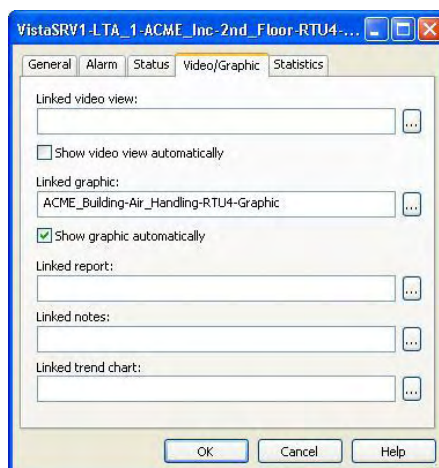 VistaSRV1-LTA_1-ACME_Inc-2nd_Floor-RTU4-...
General Alarm Status Video/Graphic Statistics
Linked video view:
...
Show video view automatically
Linked graphic:
ACME_Building-Air_Handling-RTU4-Graphic ...
Show graphic automatically
Linked report:
...
Linked notes:
...
Linked trend chart:
...
OK Cancel Help